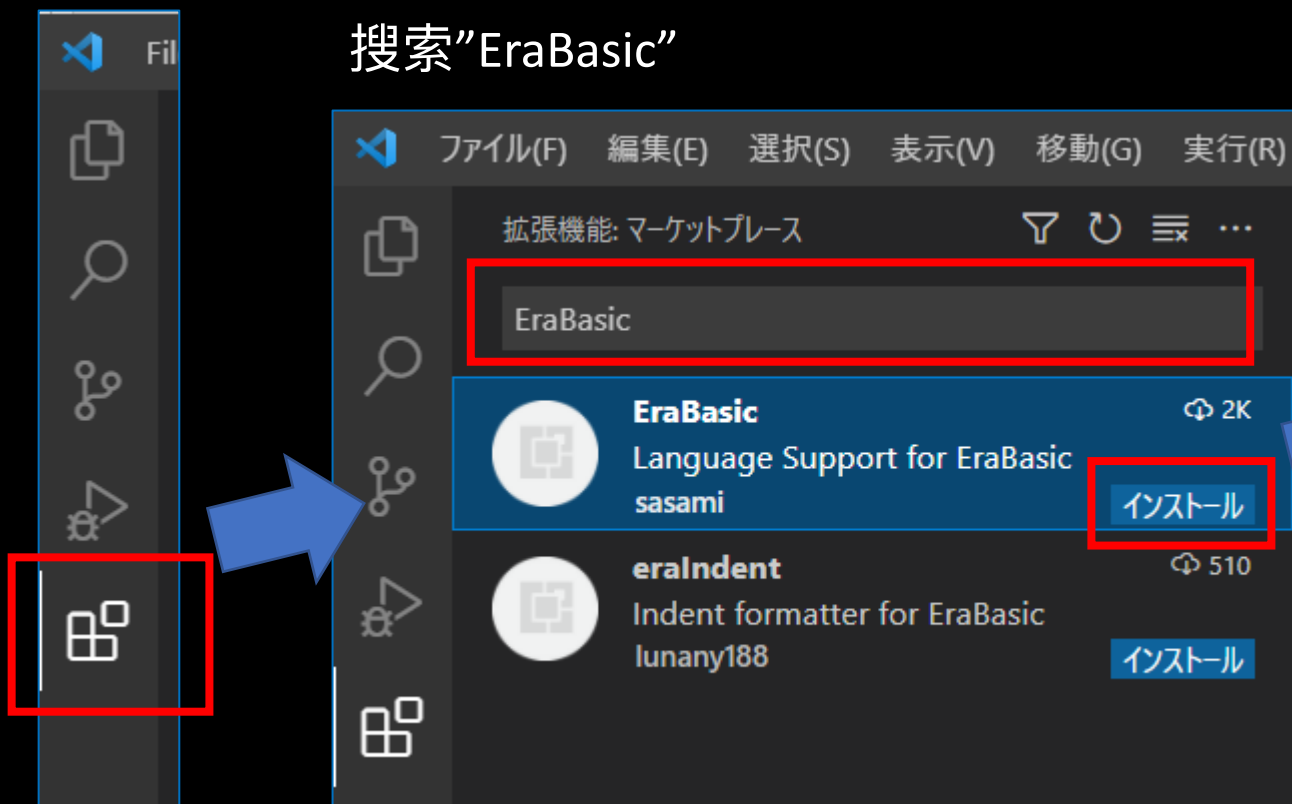 Fil
搜索”EraBasic”
ファイル(F) 編集(E) 選択(S) 表示(V) 移動(G) 実行(R)
拡張機能: マーケットプレース
EraBasic
EraBasic 2K
Language Support for EraBasic
sasami インストール
eraIndent 510
Indent formatter for EraBasic
lunany188 インストール